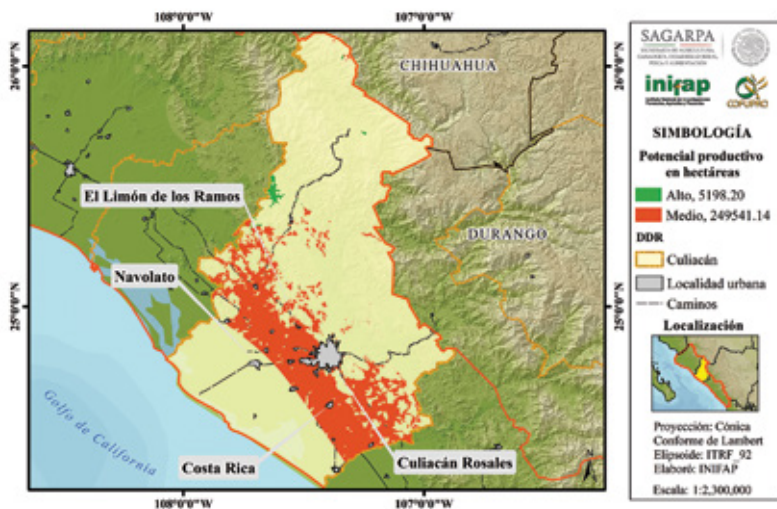 108°0'0"W
107°0'0"W
26°0'0"N
26°0'0"N
CHIHUAHUA
El Limón de los Ramos
DURANGO
Navolato
25°0'0"N
25°0'0"N
Golfo de California
Costa Rica
Culiacán Rosales
N
108°0'0"W
107°0'0"W
SAGARPA
inifap
COFUPRO
SIMBOLOGÍA
Potencial productivo
en hectáreas
Alto, 5198.20
Medio, 249541.14
DDR
Culiacán
Localidad urbana
Caminos
Localización
Proyección: Cónica
Conforme de Lambert
Elipsoide: ITRF_92
Elaboró: INIFAP
Escala: 1:2,300,000